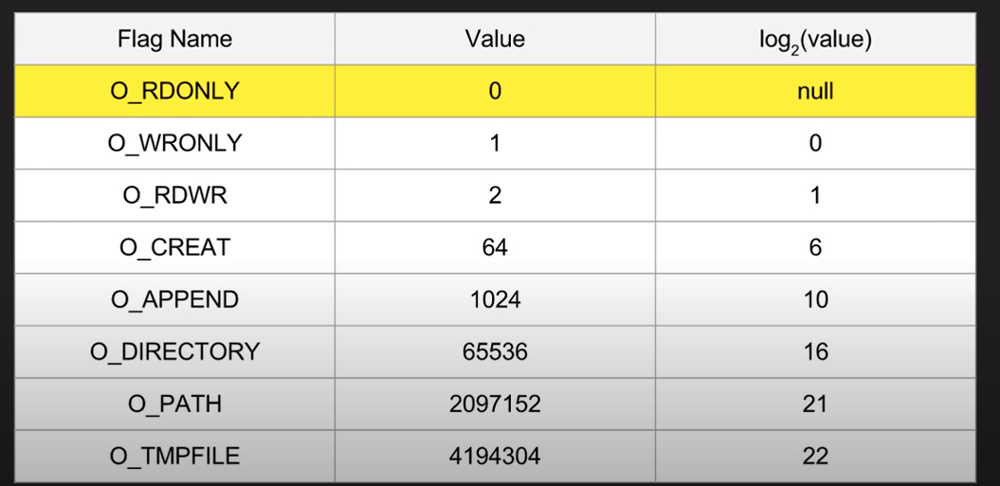 Flag Name Value log2(value)
O_RDONLY 0 null
O_WRONLY 1 0
O_RDWR 2 1
O_CREAT 64 6
O_APPEND 1024 10
O_DIRECTORY 65536 16
O_PATH 2097152 21
O_TMPFILE 4194304 22